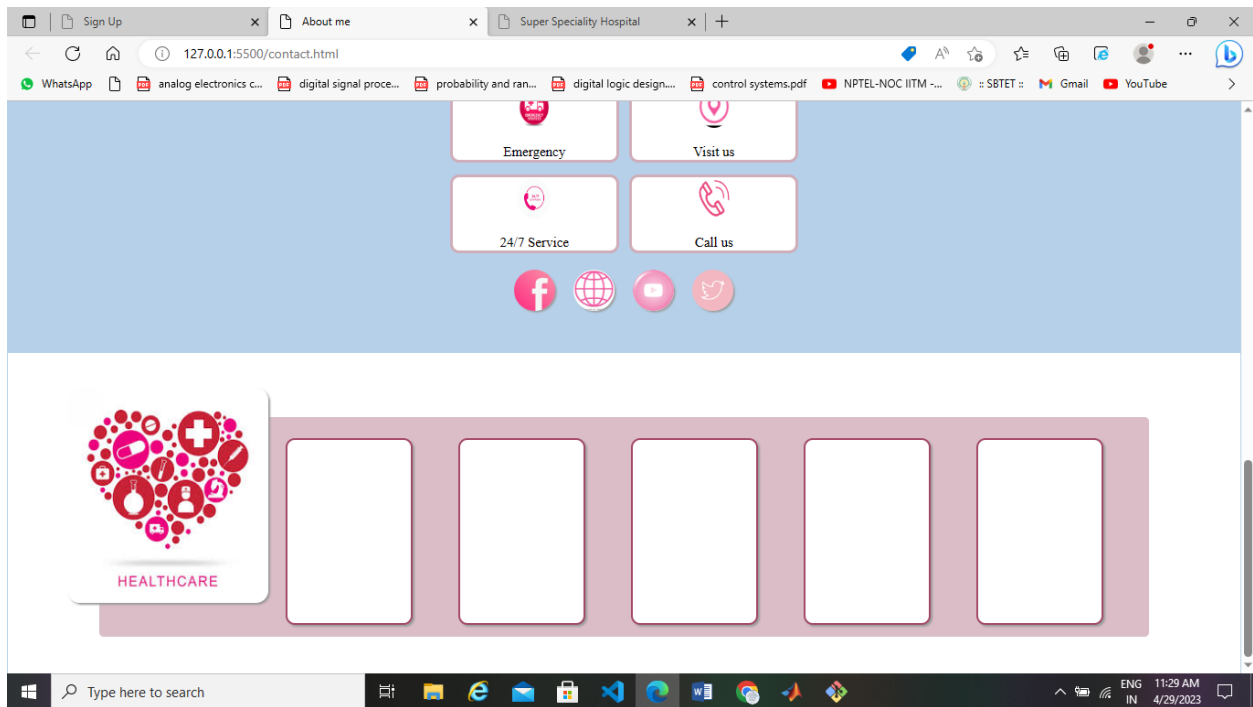 Sign Up
About me
Super Speciality Hospital
127.0.0.1:5500/contact.html
WhatsApp
analog electronics c...
digital signal proce...
probability and ran...
digital logic design....
control systems.pdf
NPTEL-NOC IITM -...
:: SBTET ::
Gmail
YouTube
Emergency
Visit us
24/7 Service
Call us
HEALTHCARE
Type here to search
ENG
IN
11:29 AM
4/29/2023